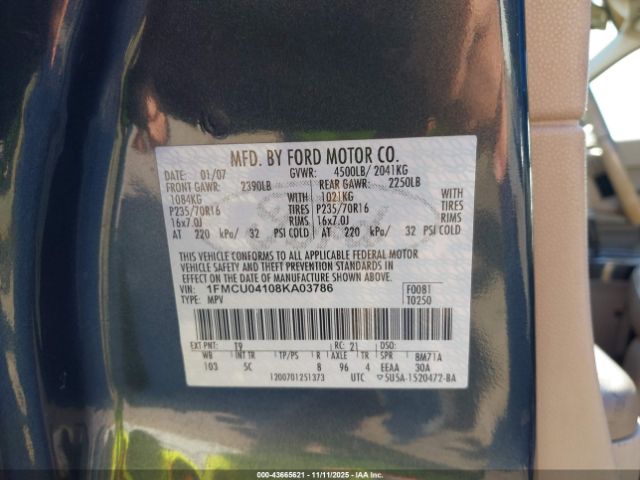 MFD. BY FORD MOTOR CO.
DATE: 01/07 GVWR: 4500LB/ 2041KG
FRONT GAWR: 2390LB REAR GAWR: 2250LB
1084KG WITH 1021KG WITH
P235/70R16 TIRES P235/70R16 TIRES
16x7.0J RIMS 16x7.0J RIMS
AT 220 kPa/ 32 PSI COLD AT 220 kPa/ 32 PSI COLD
THIS VEHICLE CONFORMS TO ALL APPLICABLE FEDERAL MOTOR
VEHICLE SAFETY AND THEFT PREVENTION STANDARDS IN
EFFECT ON THE DATE OF MANUFACTURE SHOWN ABOVE.
VIN: 1FMCU04108KA03786 F0081
TYPE: MPV T0250
EXT PNT: T9 RC: 21 DSO:
WB INT TR TP/PS R AXLE TR SPR BM71A
103 5C 8 96 4 EEAA 30A
1200701251373 UTC 5U5A-1520472-BA
000-43665621 - 11/11/2025 - IAA Inc.